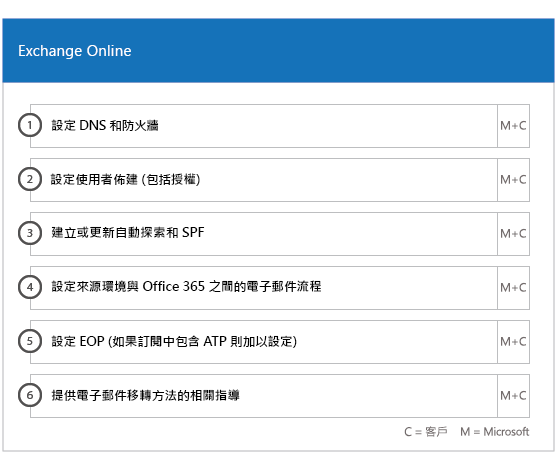 Exchange Online
1 設定 DNS 和防火牆 M+C
2 設定使用者佈建 (包括授權) M+C
3 建立或更新自動探索和 SPF M+C
4 設定來源環境與 Office 365 之間的電子郵件流程 M+C
5 設定 EOP (如果訂閱中包含 ATP 則加以設定) M+C
6 提供電子郵件移轉方法的相關指導 M+C
C = 客戶 M = Microsoft